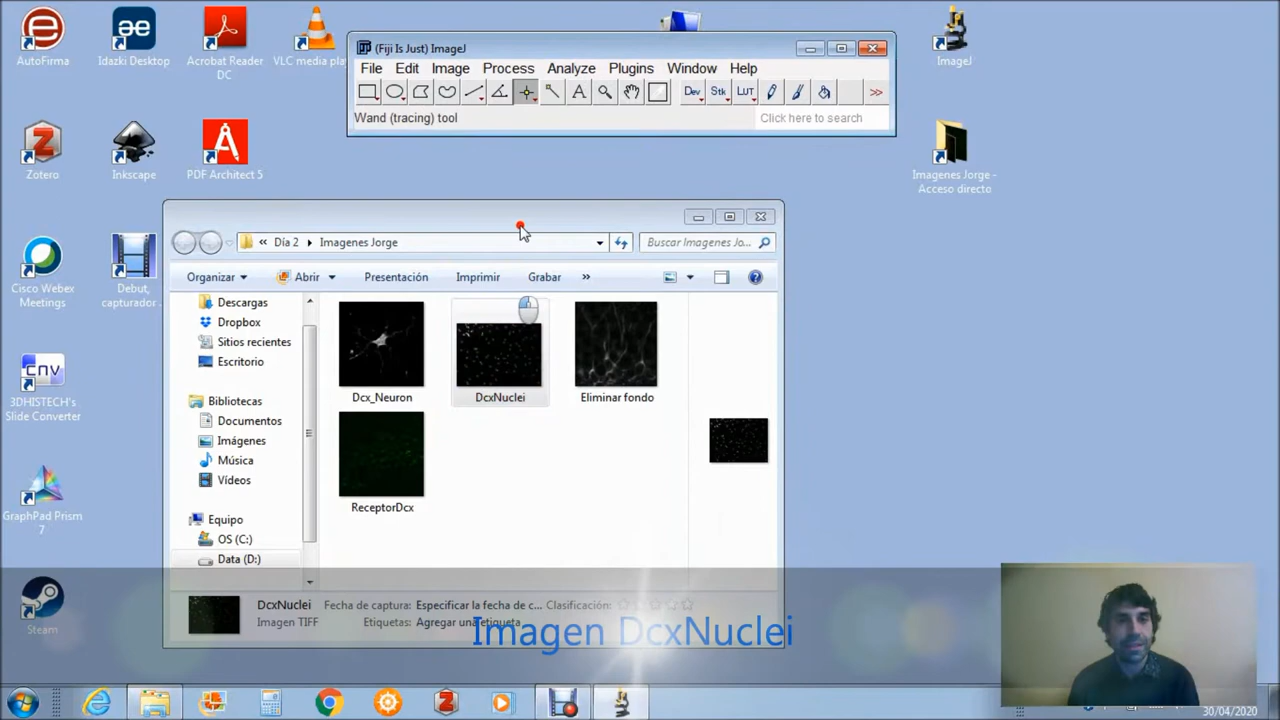 AutoFirma
Idazki Desktop
Acrobat Reader
DC
VLC media pla
ImageJ
(Fiji Is Just) ImageJ
File Edit Image Process Analyze Plugins Window Help
A Dev Stk LUT >>
Wand (tracing) tool
Click here to search
Zotero
Inkscape
PDF Architect 5
Imagenes Jorge -
Acceso directo
Cisco Webex
Meetings
Debut,
capturador
3DHISTECH's
Slide Converter
GraphPad Prism
7
Steam
« Día 2 Imagenes Jorge
Buscar Imagenes Jo...
Organizar Abrir Presentación Imprimir Grabar »
Descargas
Dropbox
Sitios recientes
Escritorio
Bibliotecas
Documentos
Imágenes
Música
Vídeos
Equipo
OS (C:)
Data (D:)
Dcx_Neuron
DcxNuclei
Eliminar fondo
ReceptorDcx
DcxNuclei Fecha de captura: Especificar la fecha de c... Clasificación:
Imagen TIFF Etiquetas: Agregar una etiqueta
Imagen DcxNuclei
30/04/2020